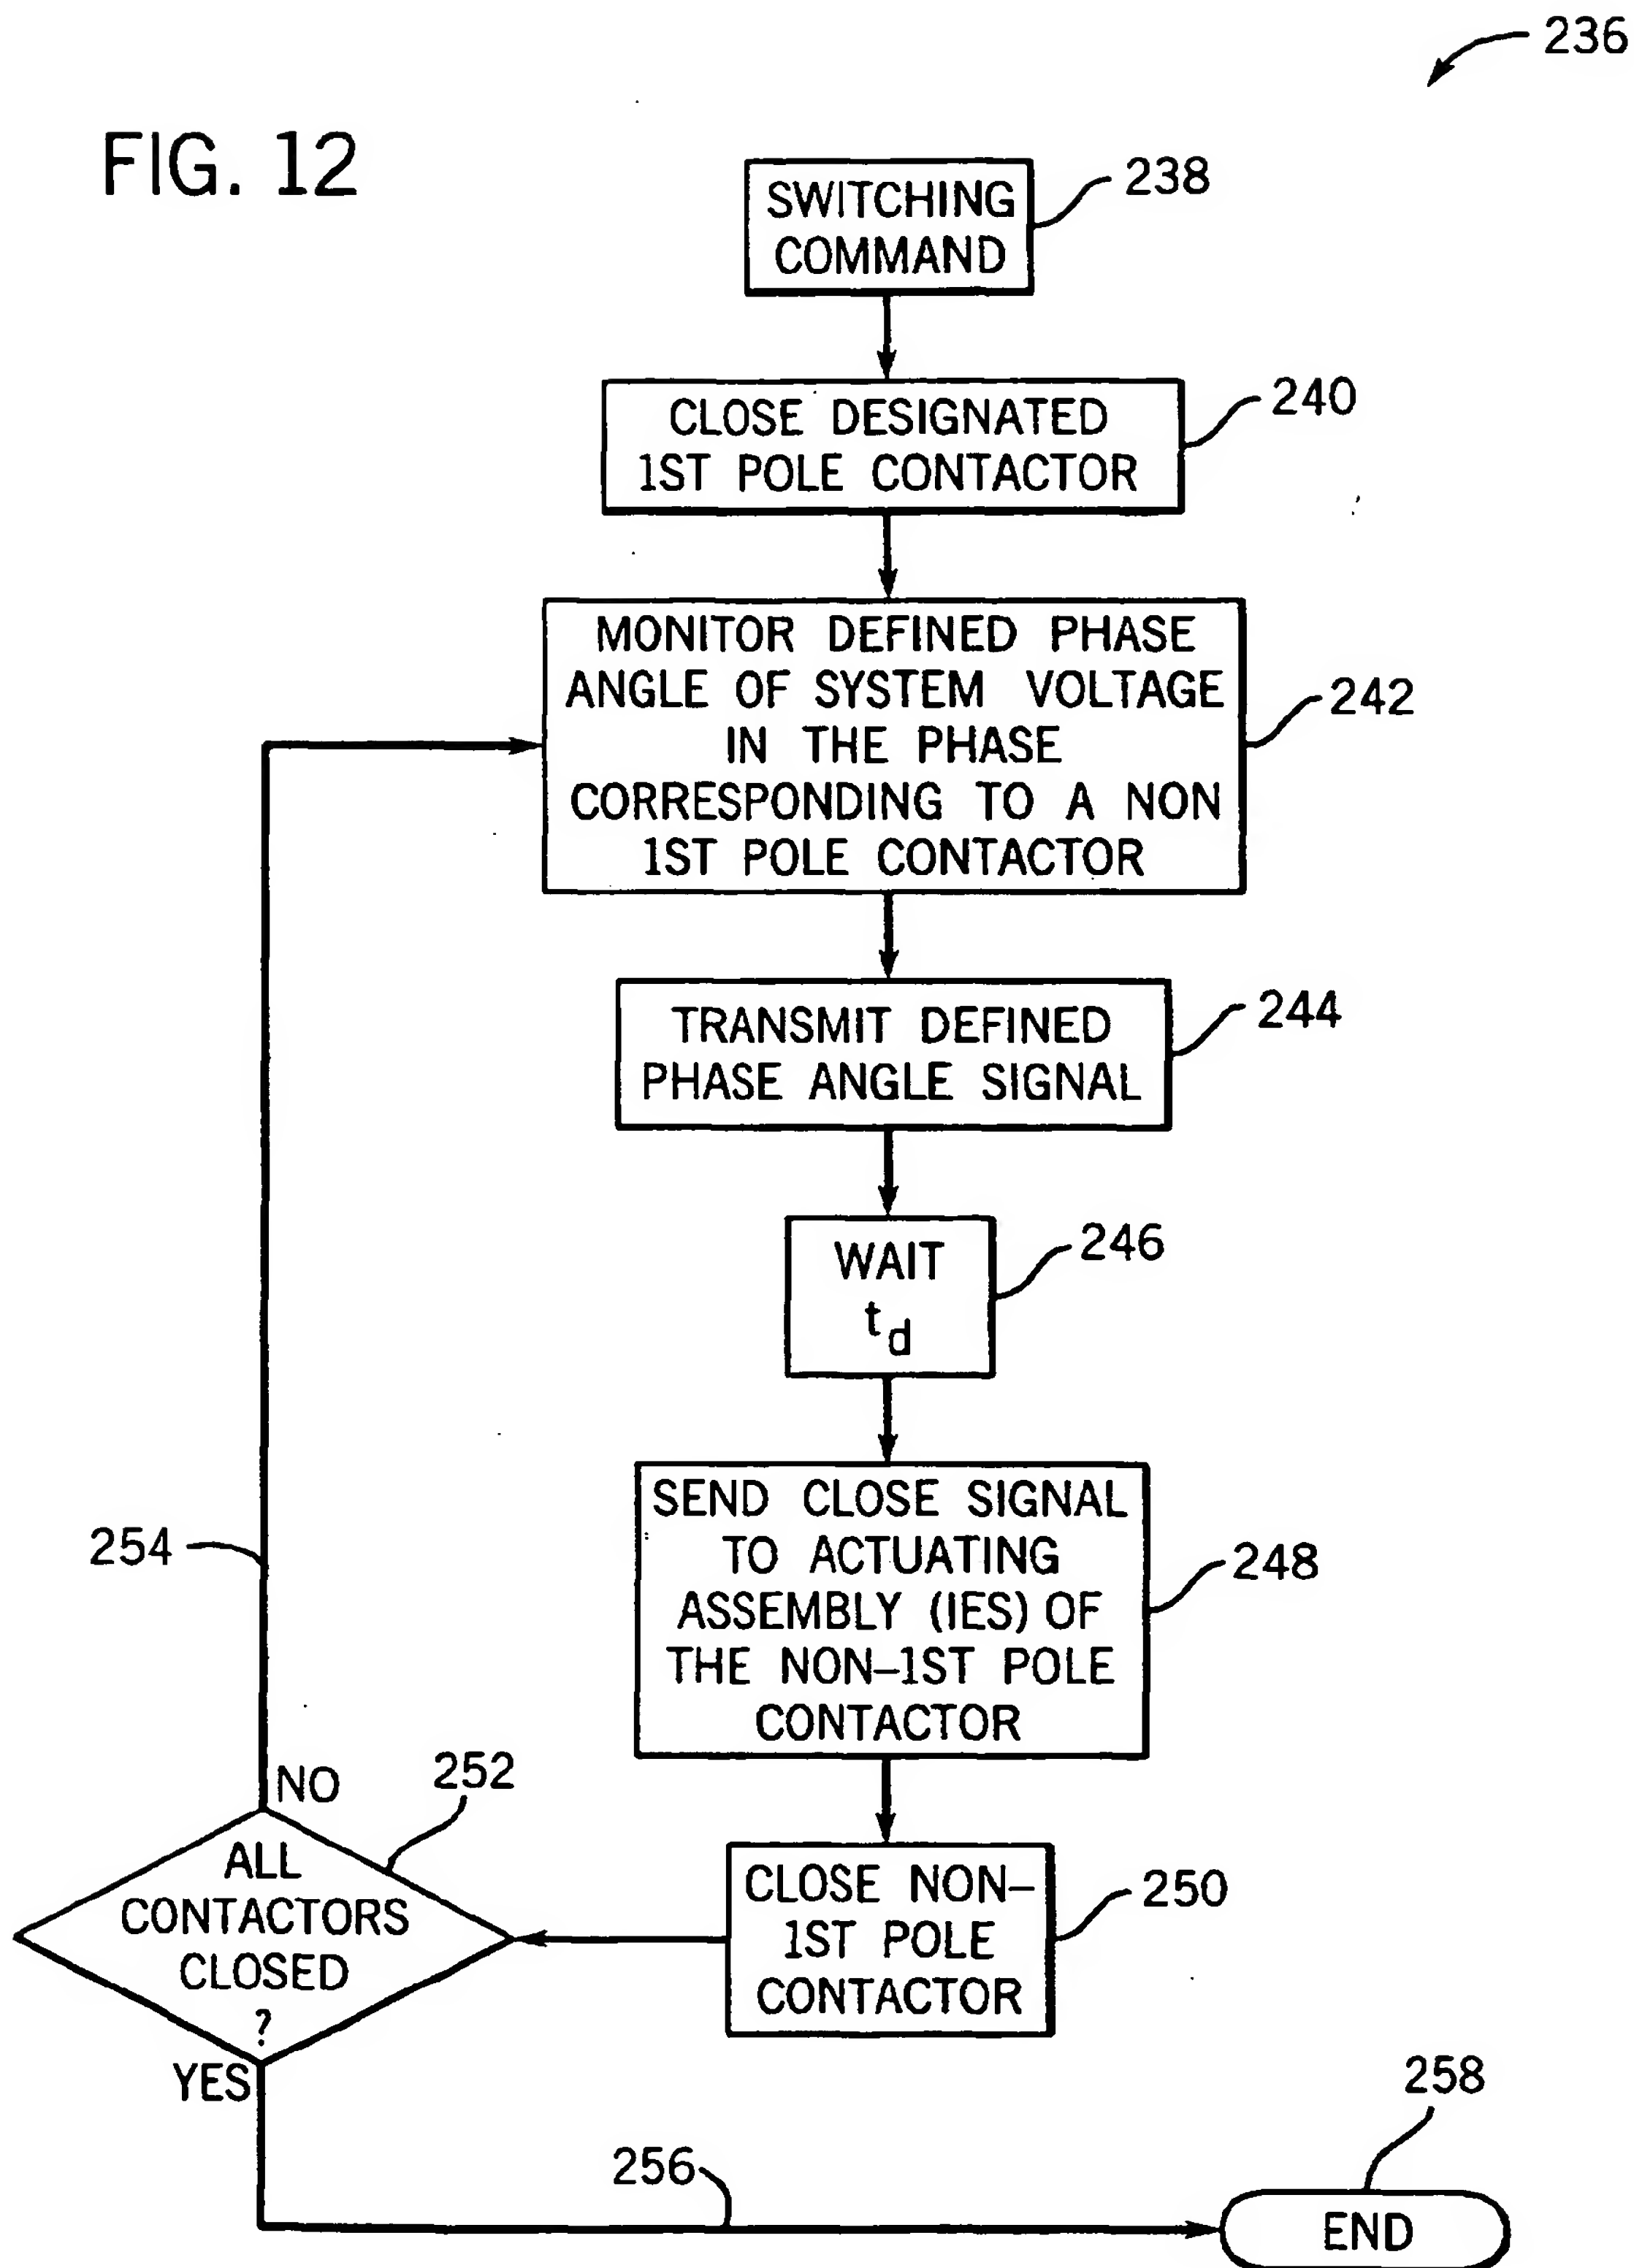 236
FIG. 12
SWITCHING
COMMAND
238
CLOSE DESIGNATED
1ST POLE CONTACTOR
240
MONITOR DEFINED PHASE
ANGLE OF SYSTEM VOLTAGE
IN THE PHASE
CORRESPONDING TO A NON
1ST POLE CONTACTOR
242
TRANSMIT DEFINED
PHASE ANGLE SIGNAL
244
WAIT
td
246
SEND CLOSE SIGNAL
TO ACTUATING
ASSEMBLY (IES) OF
THE NON-1ST POLE
CONTACTOR
248
254
NO
252
ALL
CONTACTORS
CLOSED
?
CLOSE NON-
1ST POLE
CONTACTOR
250
YES
256
258
END